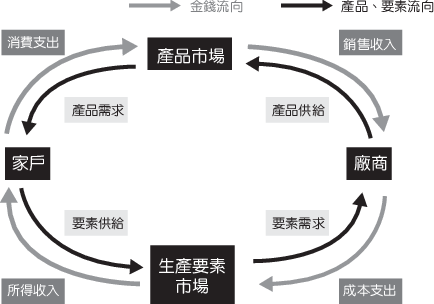 金錢流向
產品、要素流向
消費支出
產品市場
銷售收入
產品需求
產品供給
家戶
廠商
要素供給
要素需求
生產要素
市場
所得收入
成本支出